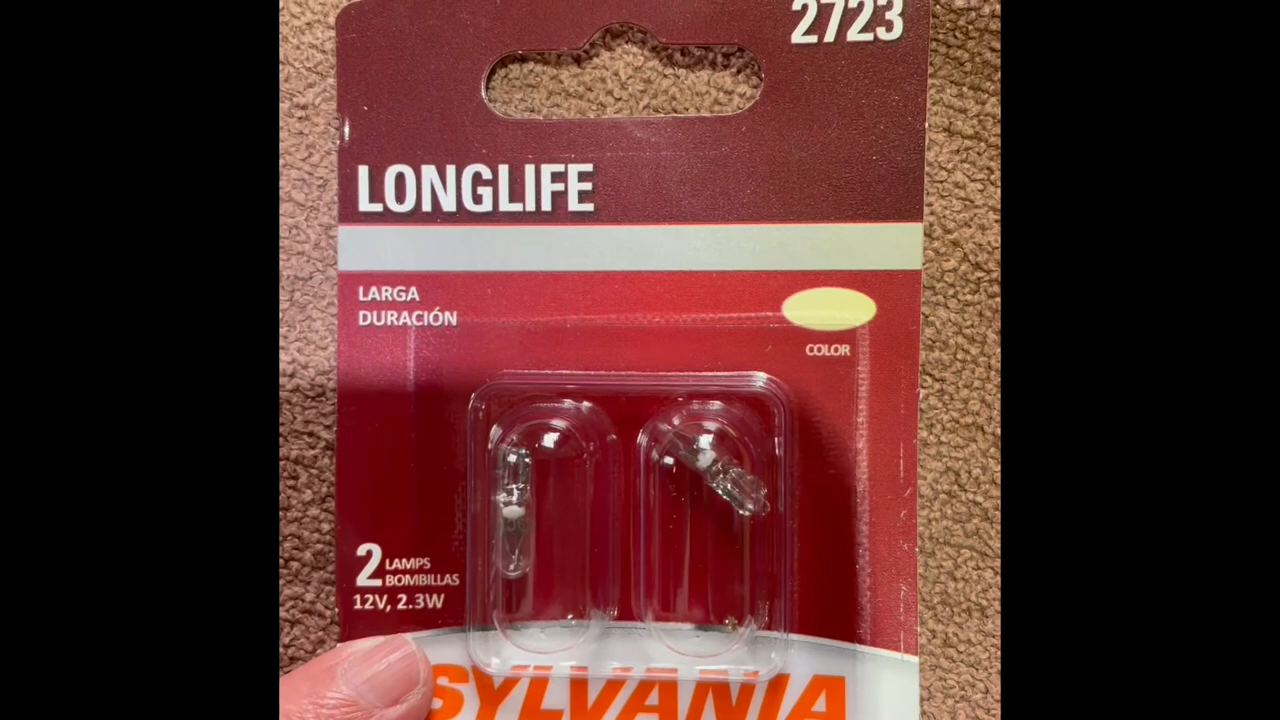 2723
LONGLIFE
LARGA
DURACIÓN
COLOR
2 LAMPS
BOMBILLAS
12V, 2.3W
SYLVANIA